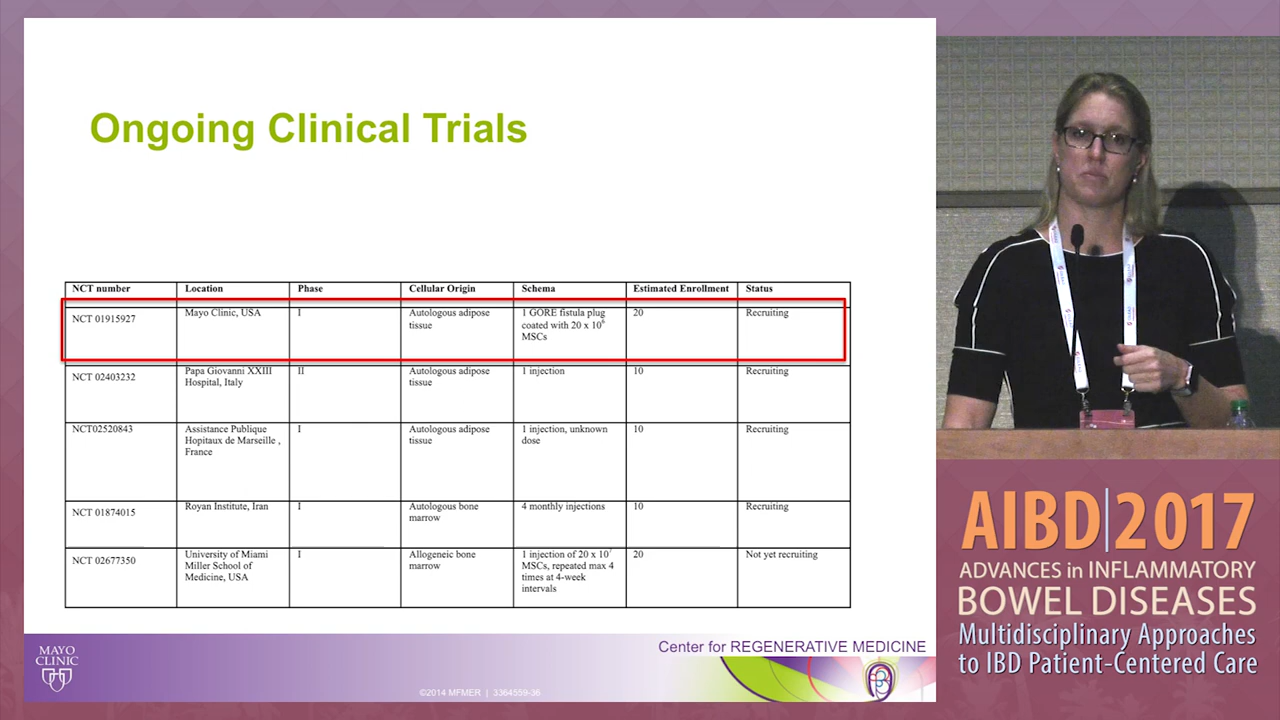 Ongoing Clinical Trials
NCT number Location Phase Cellular Origin Schema Estimated Enrollment Status
NCT 01915927 Mayo Clinic, USA I Autologous adipose tissue 1 GORE fistula plug coated with 20 x 10⁶ MSCs 20 Recruiting
NCT 02403232 Papa Giovanni XXIII Hospital, Italy II Autologous adipose tissue 1 injection 10 Recruiting
NCT02520843 Assistance Publique Hopitaux de Marseille , France I Autologous adipose tissue 1 injection, unknown dose 10 Recruiting
NCT 01874015 Royan Institute, Iran I Autologous bone marrow 4 monthly injections 10 Recruiting
NCT 02677350 University of Miami Miller School of Medicine, USA I Allogeneic bone marrow 1 injection of 20 x 10⁷ MSCs, repeated max 4 times at 4-week intervals 20 Not yet recruiting
MAYO
CLINIC
Center for REGENERATIVE MEDICINE
©2014 MFMER | 3364559-36
AIBD|2017
ADVANCES in INFLAMMATORY
BOWEL DISEASES
Multidisciplinary Approaches
to IBD Patient-Centered Care